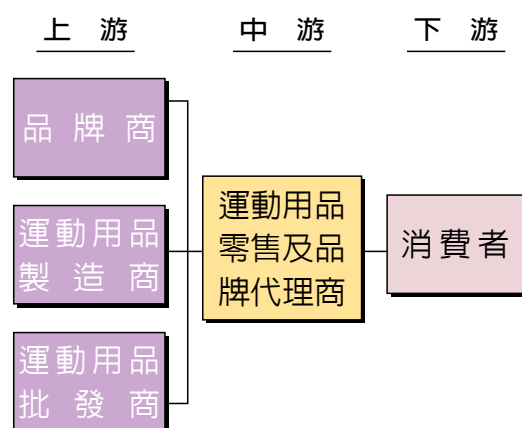 上游
中游
下游
品牌商
運動用品
製造商
運動用品
批發商
運動用品
零售及品
牌代理商
消費者